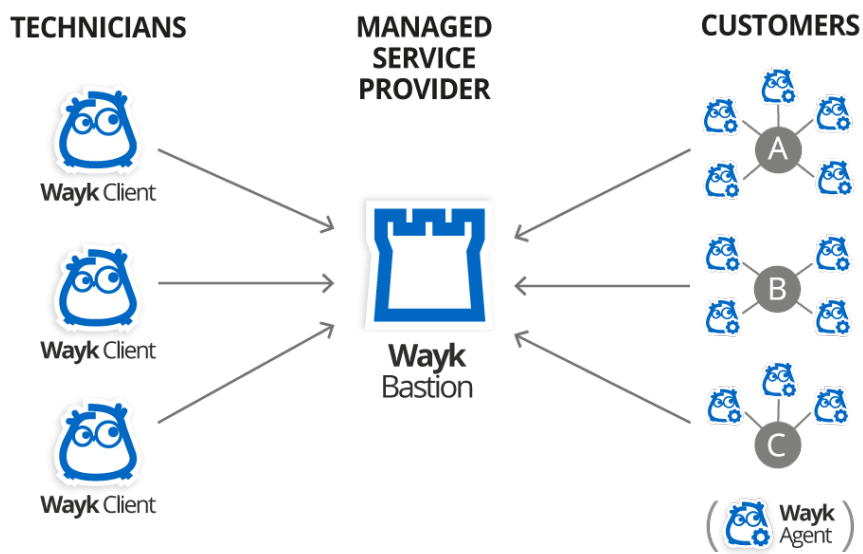 TECHNICIANS
MANAGED
SERVICE
PROVIDER
CUSTOMERS
Wayk Client
Wayk Client
Wayk Client
Wayk
Bastion
A
B
C
Wayk
Agent